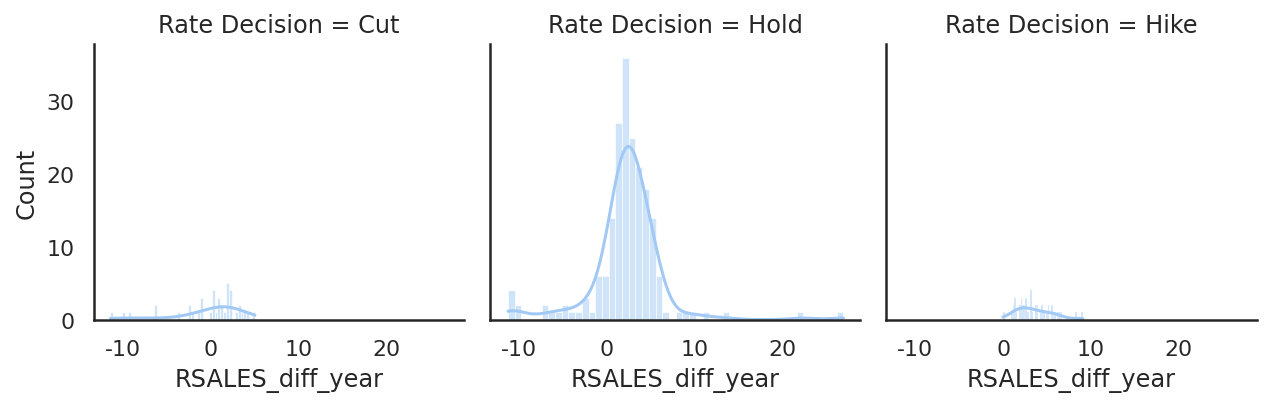 Rate Decision = Cut
Rate Decision = Hold
Rate Decision = Hike
Count
30
20
10
0
-10 0 10 20
-10 0 10 20
-10 0 10 20
RSALES_diff_year
RSALES_diff_year
RSALES_diff_year